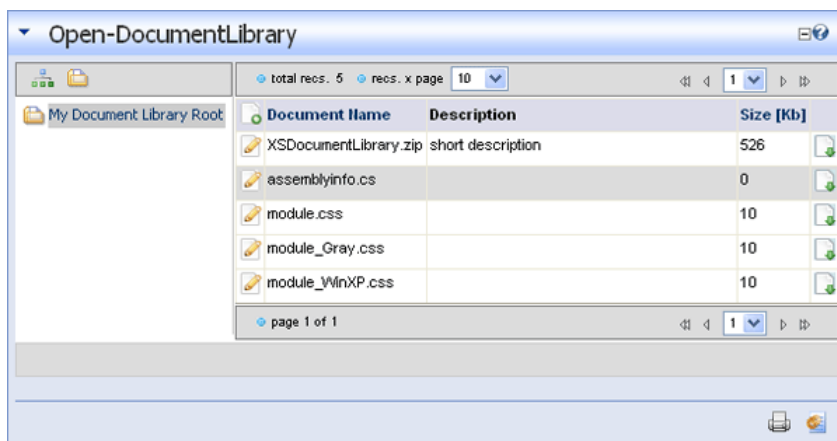 Open-DocumentLibrary
total recs. 5 recs. x page 10 1
My Document Library Root
Document Name Description Size [Kb]
XSDocumentLibrary.zip short description 526
assemblyinfo.cs 0
module.css 10
module_Gray.css 10
module_WinXP.css 10
page 1 of 1 1